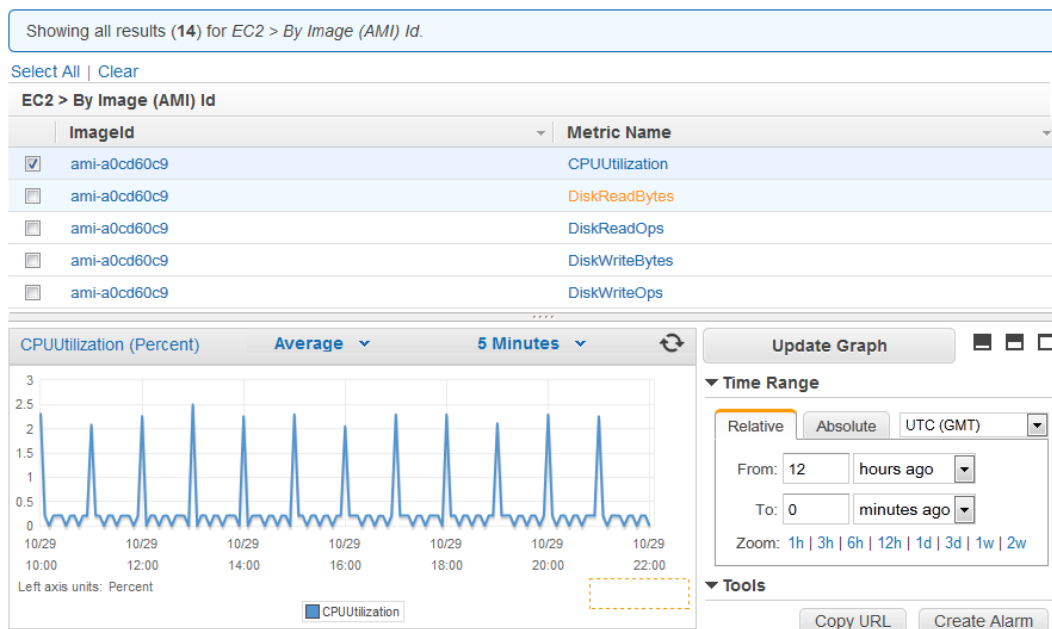 Showing all results (14) for EC2 > By Image (AMI) Id.
Select All | Clear
EC2 > By Image (AMI) Id
ImageId Metric Name
ami-a0cd60c9 CPUUtilization
ami-a0cd60c9 DiskReadBytes
ami-a0cd60c9 DiskReadOps
ami-a0cd60c9 DiskWriteBytes
ami-a0cd60c9 DiskWriteOps
CPUUtilization (Percent) Average 5 Minutes
3
2.5
2
1.5
1
0.5
0
10/29 10/29 10/29 10/29 10/29 10/29 10/29
10:00 12:00 14:00 16:00 18:00 20:00 22:00
Left axis units: Percent
CPUUtilization
Update Graph
Time Range
Relative Absolute UTC (GMT)
From: 12 hours ago
To: 0 minutes ago
Zoom: 1h | 3h | 6h | 12h | 1d | 3d | 1w | 2w
Tools
Copy URL Create Alarm